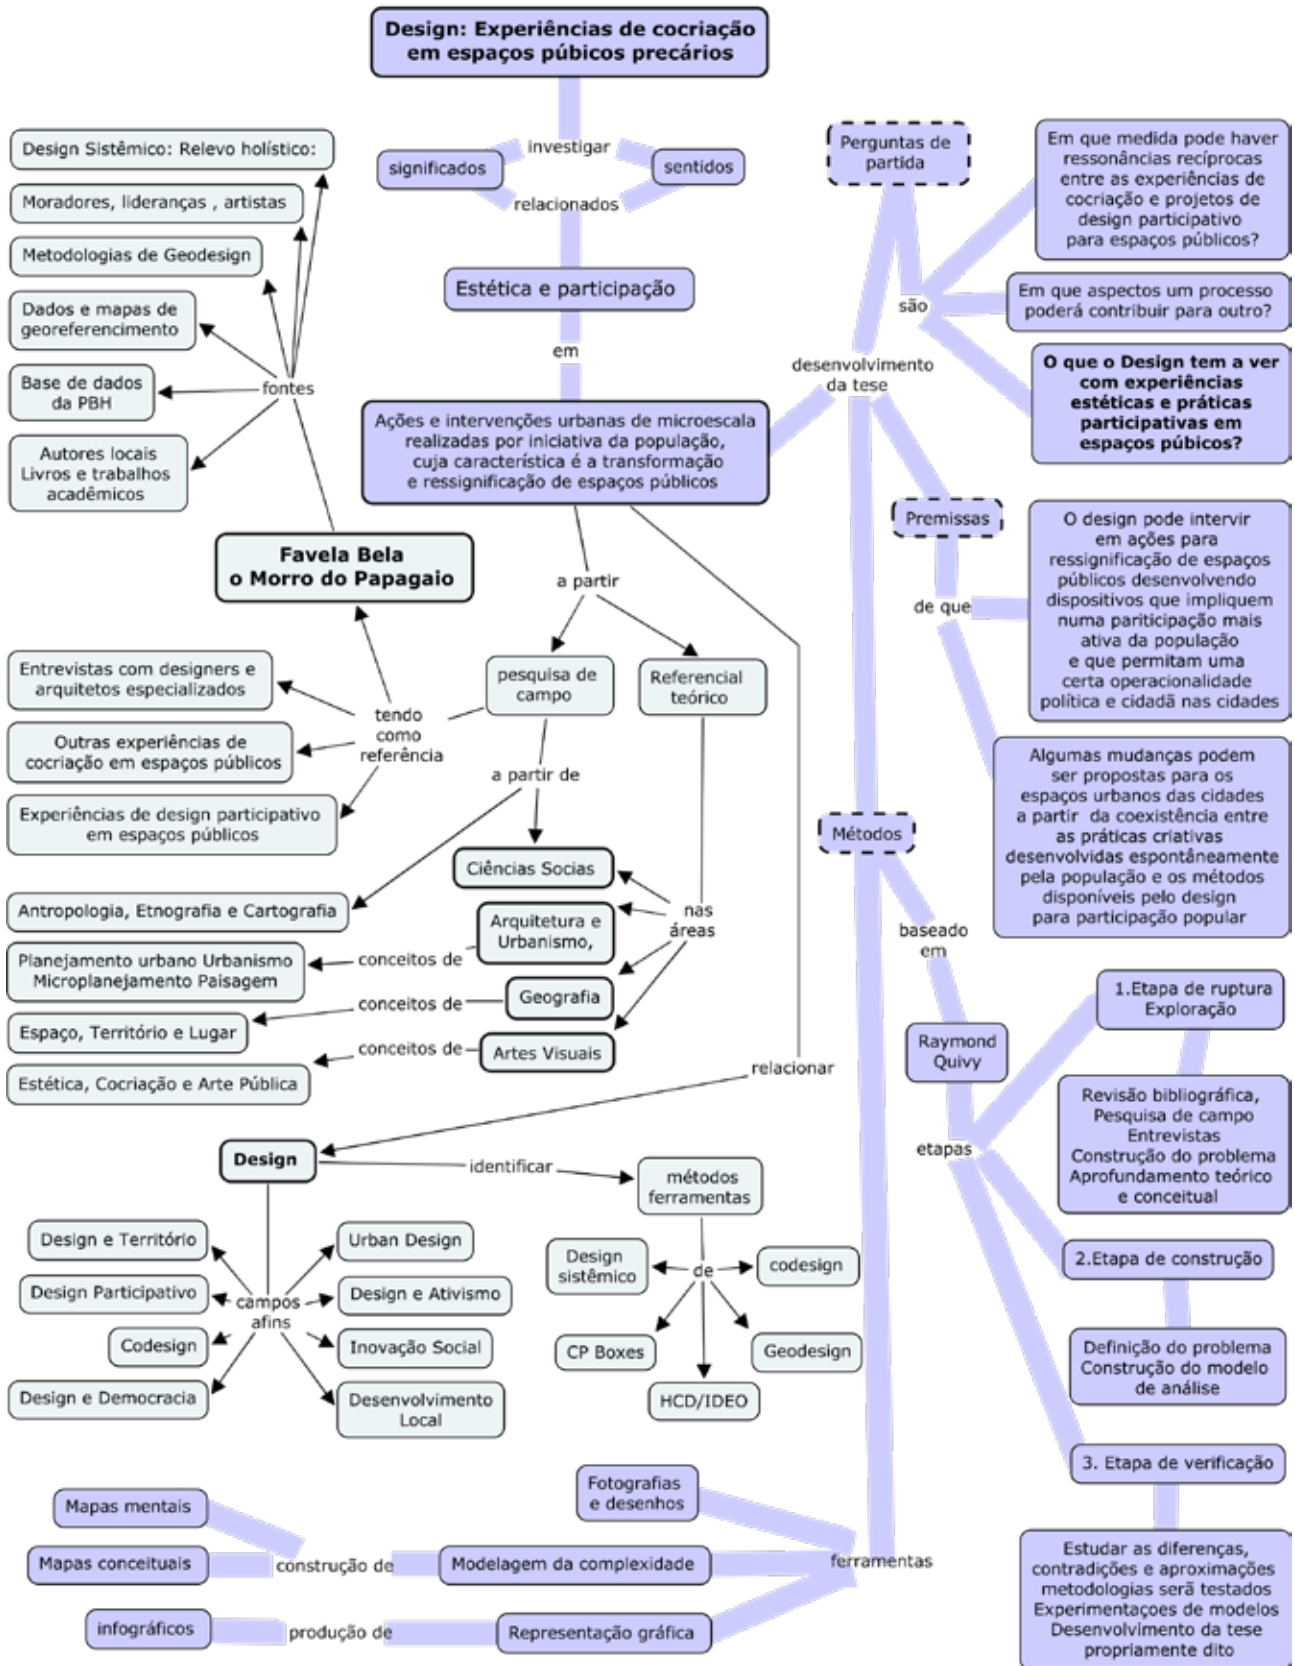 Design: Experiências de cocriação
em espaços púbicos precários
investigar
significados
sentidos
relacionados
Estética e participação
em
Ações e intervenções urbanas de microescala
realizadas por iniciativa da população,
cuja característica é a transformação
e ressignificação de espaços públicos
Design Sistêmico: Relevo holístico:
Moradores, lideranças , artistas
Metodologias de Geodesign
Dados e mapas de
georeferencimento
Base de dados
da PBH
Autores locais
Livros e trabalhos
acadêmicos
fontes
Favela Bela
o Morro do Papagaio
a partir
pesquisa de
campo
Referencial
teórico
Entrevistas com designers e
arquitetos especializados
Outras experiências de
cocriação em espaços públicos
Experiências de design participativo
em espaços públicos
tendo
como
referência
a partir de
Ciências Socias
Arquitetura e
Urbanismo,
Geografia
Artes Visuais
nas
áreas
Antropologia, Etnografia e Cartografia
Planejamento urbano Urbanismo
Microplanejamento Paisagem
conceitos de
Espaço, Território e Lugar
conceitos de
Estética, Cocriação e Arte Pública
conceitos de
relacionar
Design
identificar
métodos
ferramentas
Design e Território
Design Participativo
Codesign
Design e Democracia
campos
afins
Urban Design
Design e Ativismo
Inovação Social
Desenvolvimento
Local
Design
sistêmico
de
codesign
CP Boxes
Geodesign
HCD/IDEO
Perguntas de
partida
são
Em que medida pode haver
ressonâncias recíprocas
entre as experiências de
cocriação e projetos de
design participativo
para espaços públicos?
Em que aspectos um processo
poderá contribuir para outro?
O que o Design tem a ver
com experiências
estéticas e práticas
participativas em
espaços púbicos?
desenvolvimento
da tese
Premissas
de que
O design pode intervir
em ações para
ressignificação de espaços
públicos desenvolvendo
dispositivos que impliquem
numa pariticipação mais
ativa da população
e que permitam uma
certa operacionalidade
política e cidadã nas cidades
Algumas mudanças podem
ser propostas para os
espaços urbanos das cidades
a partir  da coexistência entre
as práticas criativas
desenvolvidas espontâneamente
pela população e os métodos
disponíveis pelo design
para participação popular
Métodos
baseado
em
Raymond
Quivy
etapas
1.Etapa de ruptura
Exploração
Revisão bibliográfica,
Pesquisa de campo
Entrevistas
Construção do problema
Aprofundamento teórico
e conceitual
2.Etapa de construção
Definição do problema
Construção do modelo
de análise
3. Etapa de verificação
Estudar as diferenças,
contradições e aproximações
metodologias serã testados
Experimentaçoes de modelos
Desenvolvimento da tese
propriamente dito
ferramentas
Fotografias
e desenhos
Mapas mentais
Mapas conceituais
construção de
Modelagem da complexidade
infográficos
produção de
Representação gráfica